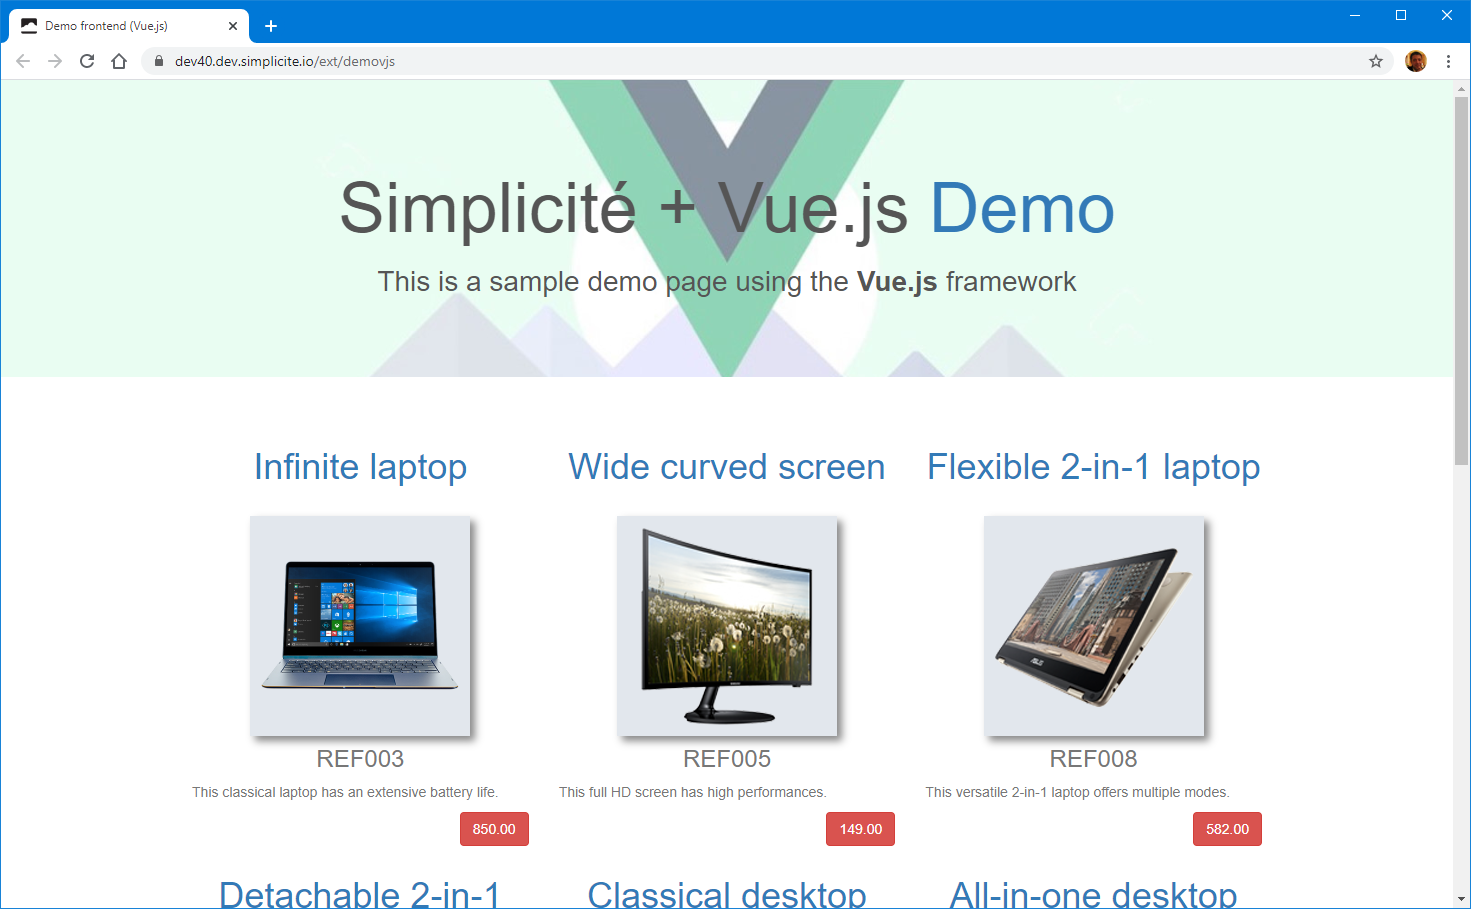 Demo frontend (Vue.js)
dev40.dev.simplicite.io/ext/demovjs
Simplicité + Vue.js Demo
This is a sample demo page using the Vue.js framework
Infinite laptop
Wide curved screen
Flexible 2-in-1 laptop
ASUS
REF003
REF005
REF008
This classical laptop has an extensive battery life.
This full HD screen has high performances.
This versatile 2-in-1 laptop offers multiple modes.
850.00
149.00
582.00
Detachable 2-in-1
Classical desktop
All-in-one desktop